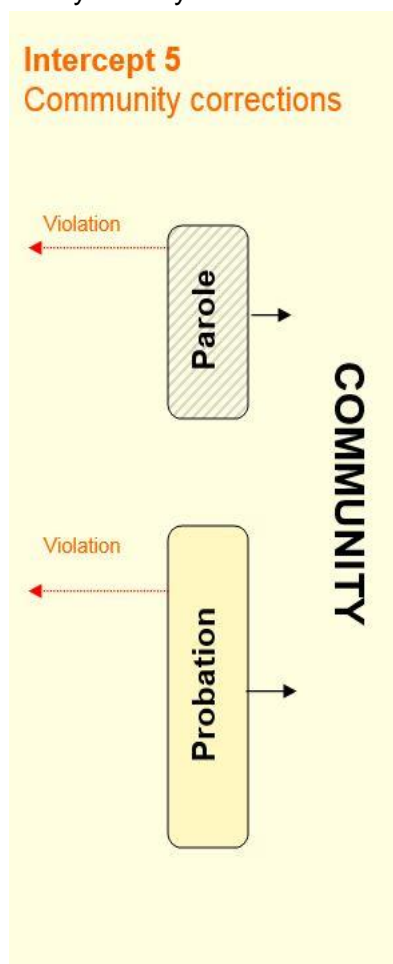 Intercept 5
Community corrections
Violation
Parole
COMMUNITY
Violation
Probation